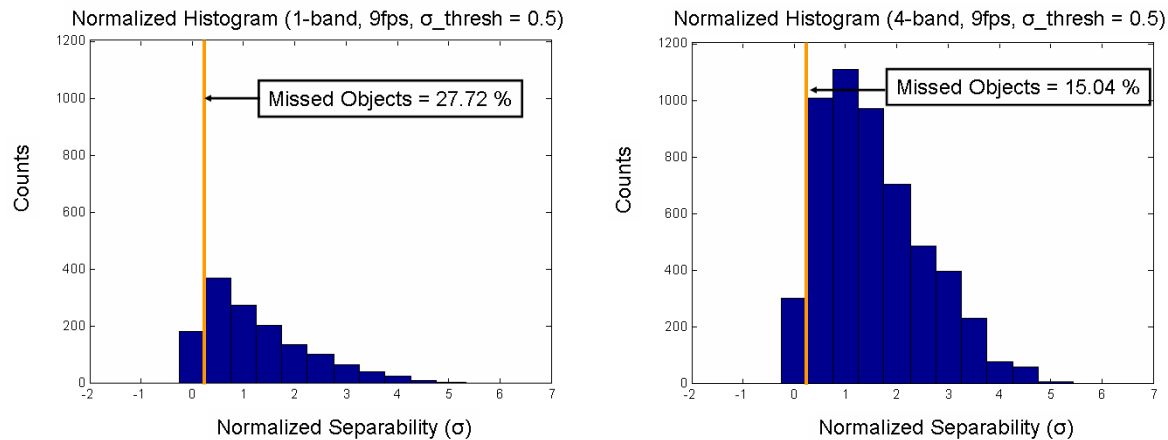 Normalized Histogram (1-band, 9fps, σ_thresh = 0.5)
1200
1000
800
600
400
200
0
Counts
Missed Objects = 27.72 %
-2 -1 0 1 2 3 4 5 6 7
Normalized Separability (σ)
Normalized Histogram (4-band, 9fps, σ_thresh = 0.5)
1200
1000
800
600
400
200
0
Counts
Missed Objects = 15.04 %
-2 -1 0 1 2 3 4 5 6 7
Normalized Separability (σ)